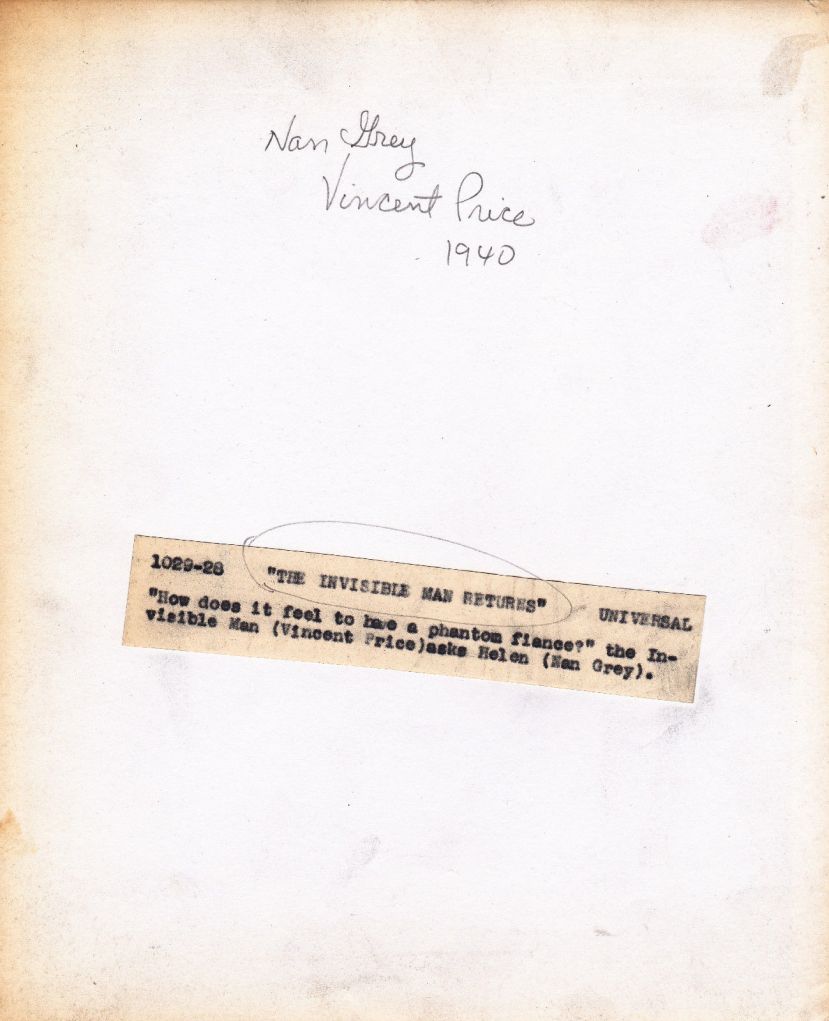 Nan Grey
Vincent Price
1940
1029-28 "THE INVISIBLE MAN RETURNS" UNIVERSAL
"How does it feel to have a phantom fiance?" the In-
visible Man (Vincent Price)asks Helen (Nan Grey).